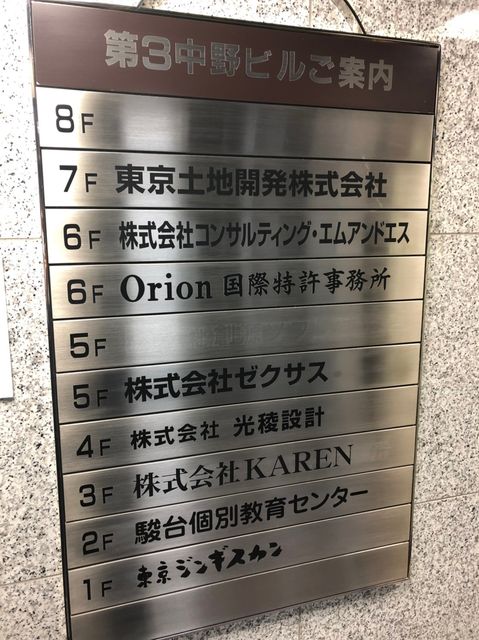 第3中野ビルご案内
8F
7F 東京土地開発株式会社
6F 株式会社コンサルティング・エムアンドエス
6F Orion 国際特許事務所
5F
5F 株式会社ゼクサス
4F 株式会社 光稜設計
3F 株式会社KAREN
2F 駿台個別教育センター
1F 東京ジンギスカン